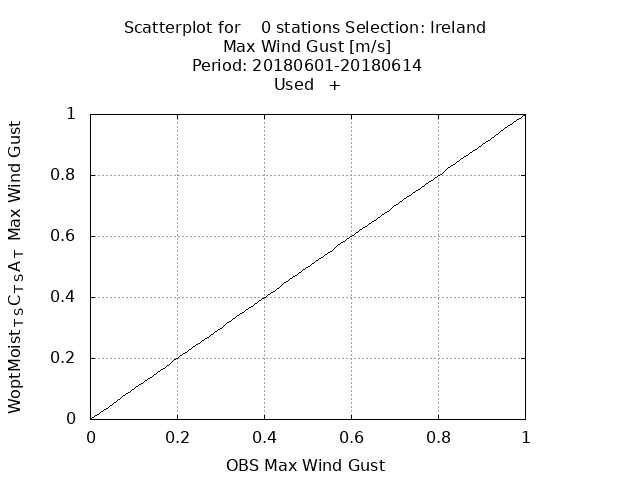 Scatterplot for    0 stations Selection: Ireland
Max Wind Gust [m/s]
Period: 20180601-20180614
Used   +
1
0.8
0.6
0.4
0.2
0
0 0.2 0.4 0.6 0.8 1
WoptMoist_T S C_T S A_T Max Wind Gust
OBS Max Wind Gust